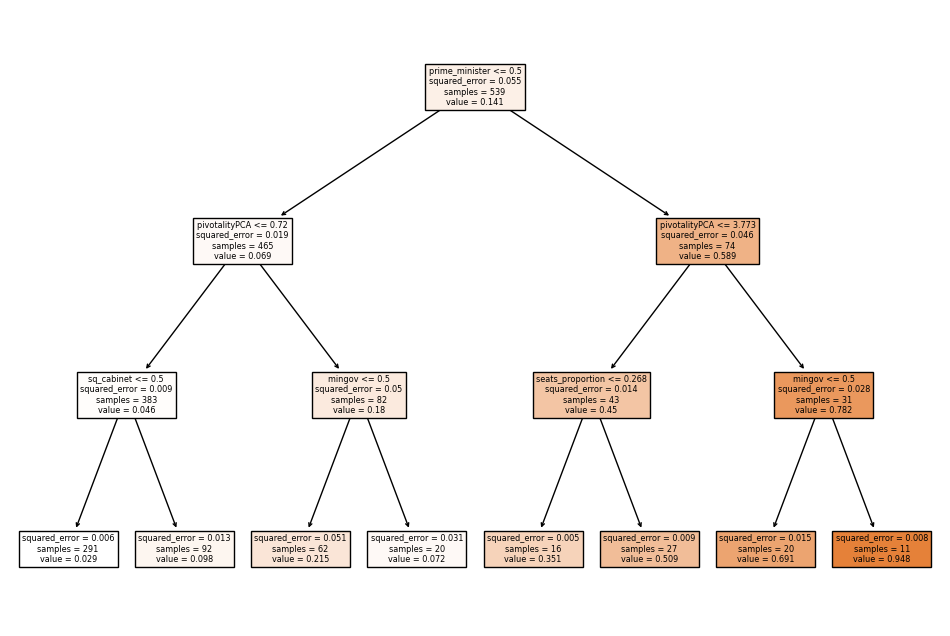 prime_minister <= 0.5
squared_error = 0.055
samples = 539
value = 0.141
pivotalityPCA <= 0.72
squared_error = 0.019
samples = 465
value = 0.069
pivotalityPCA <= 3.773
squared_error = 0.046
samples = 74
value = 0.589
sq_cabinet <= 0.5
squared_error = 0.009
samples = 383
value = 0.046
mingov <= 0.5
squared_error = 0.05
samples = 82
value = 0.18
seats_proportion <= 0.268
squared_error = 0.014
samples = 43
value = 0.45
mingov <= 0.5
squared_error = 0.028
samples = 31
value = 0.782
squared_error = 0.006
samples = 291
value = 0.029
squared_error = 0.013
samples = 92
value = 0.098
squared_error = 0.051
samples = 62
value = 0.215
squared_error = 0.031
samples = 20
value = 0.072
squared_error = 0.005
samples = 16
value = 0.351
squared_error = 0.009
samples = 27
value = 0.509
squared_error = 0.015
samples = 20
value = 0.691
squared_error = 0.008
samples = 11
value = 0.948